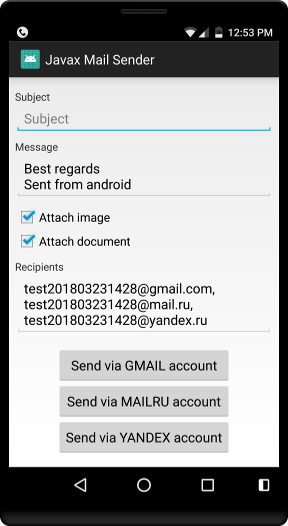 12:53 PM
Javax Mail Sender
Subject
Subject
Message
Best regards
Sent from android
Attach image
Attach document
Recipients
test201803231428@gmail.com,
test201803231428@mail.ru,
test201803231428@yandex.ru
Send via GMAIL account
Send via MAILRU account
Send via YANDEX account